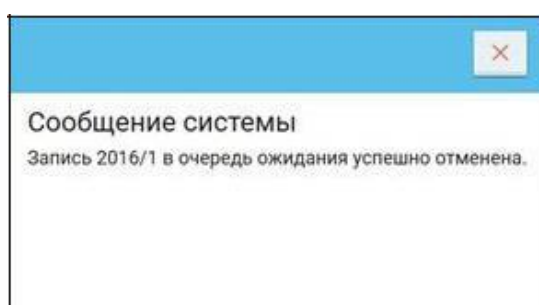 Сообщение системы
Запись 2016/1 в очередь ожидания успешно отменена.